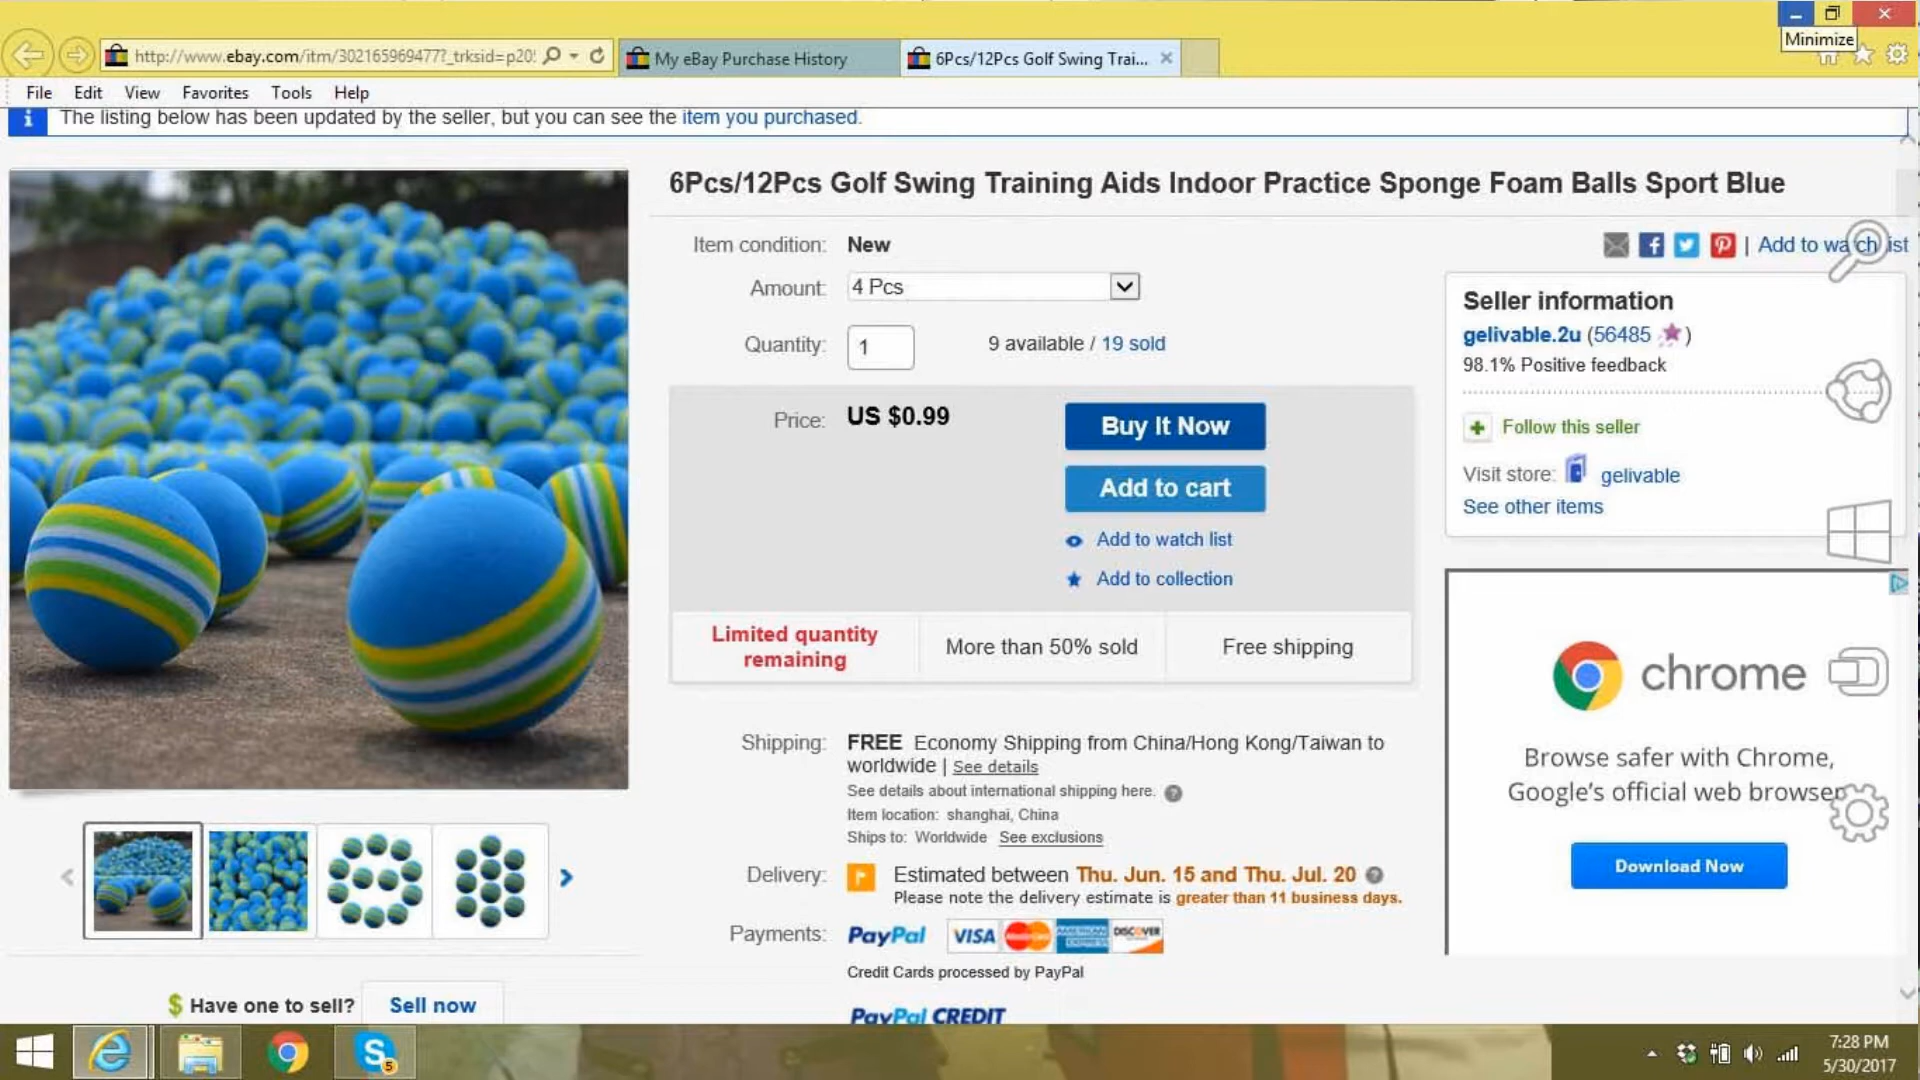 Minimize
http://www.ebay.com/itm/302165969477?_trksid=p20
My eBay Purchase History
6Pcs/12Pcs Golf Swing Trai...
File Edit View Favorites Tools Help
The listing below has been updated by the seller, but you can see the item you purchased.
6Pcs/12Pcs Golf Swing Training Aids Indoor Practice Sponge Foam Balls Sport Blue
Item condition: New
| Add to watch list
Amount: 4 Pcs
Quantity: 1 9 available / 19 sold
Price: US $0.99
Buy It Now
Add to cart
Add to watch list
Add to collection
Limited quantity
remaining
More than 50% sold
Free shipping
Seller information
gelivable.2u (56485 )
98.1% Positive feedback
Follow this seller
Visit store: gelivable
See other items
Shipping: FREE Economy Shipping from China/Hong Kong/Taiwan to
worldwide | See details
See details about international shipping here. ?
Item location: shanghai, China
Ships to: Worldwide See exclusions
Delivery: Estimated between Thu. Jun. 15 and Thu. Jul. 20 ?
Please note the delivery estimate is greater than 11 business days.
Payments: PayPal VISA MasterCard AMERICAN EXPRESS DISCOVER
Credit Cards processed by PayPal
PayPal CREDIT
chrome
Browse safer with Chrome,
Google's official web browser
Download Now
$ Have one to sell? Sell now
S 5
7:28 PM
5/30/2017